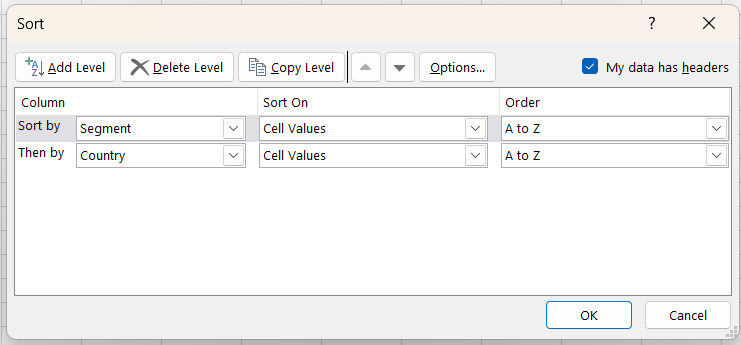 Sort
?
Add Level Delete Level Copy Level Options... My data has headers
Column Sort On Order
Sort by Segment Cell Values A to Z
Then by Country Cell Values A to Z
OK Cancel